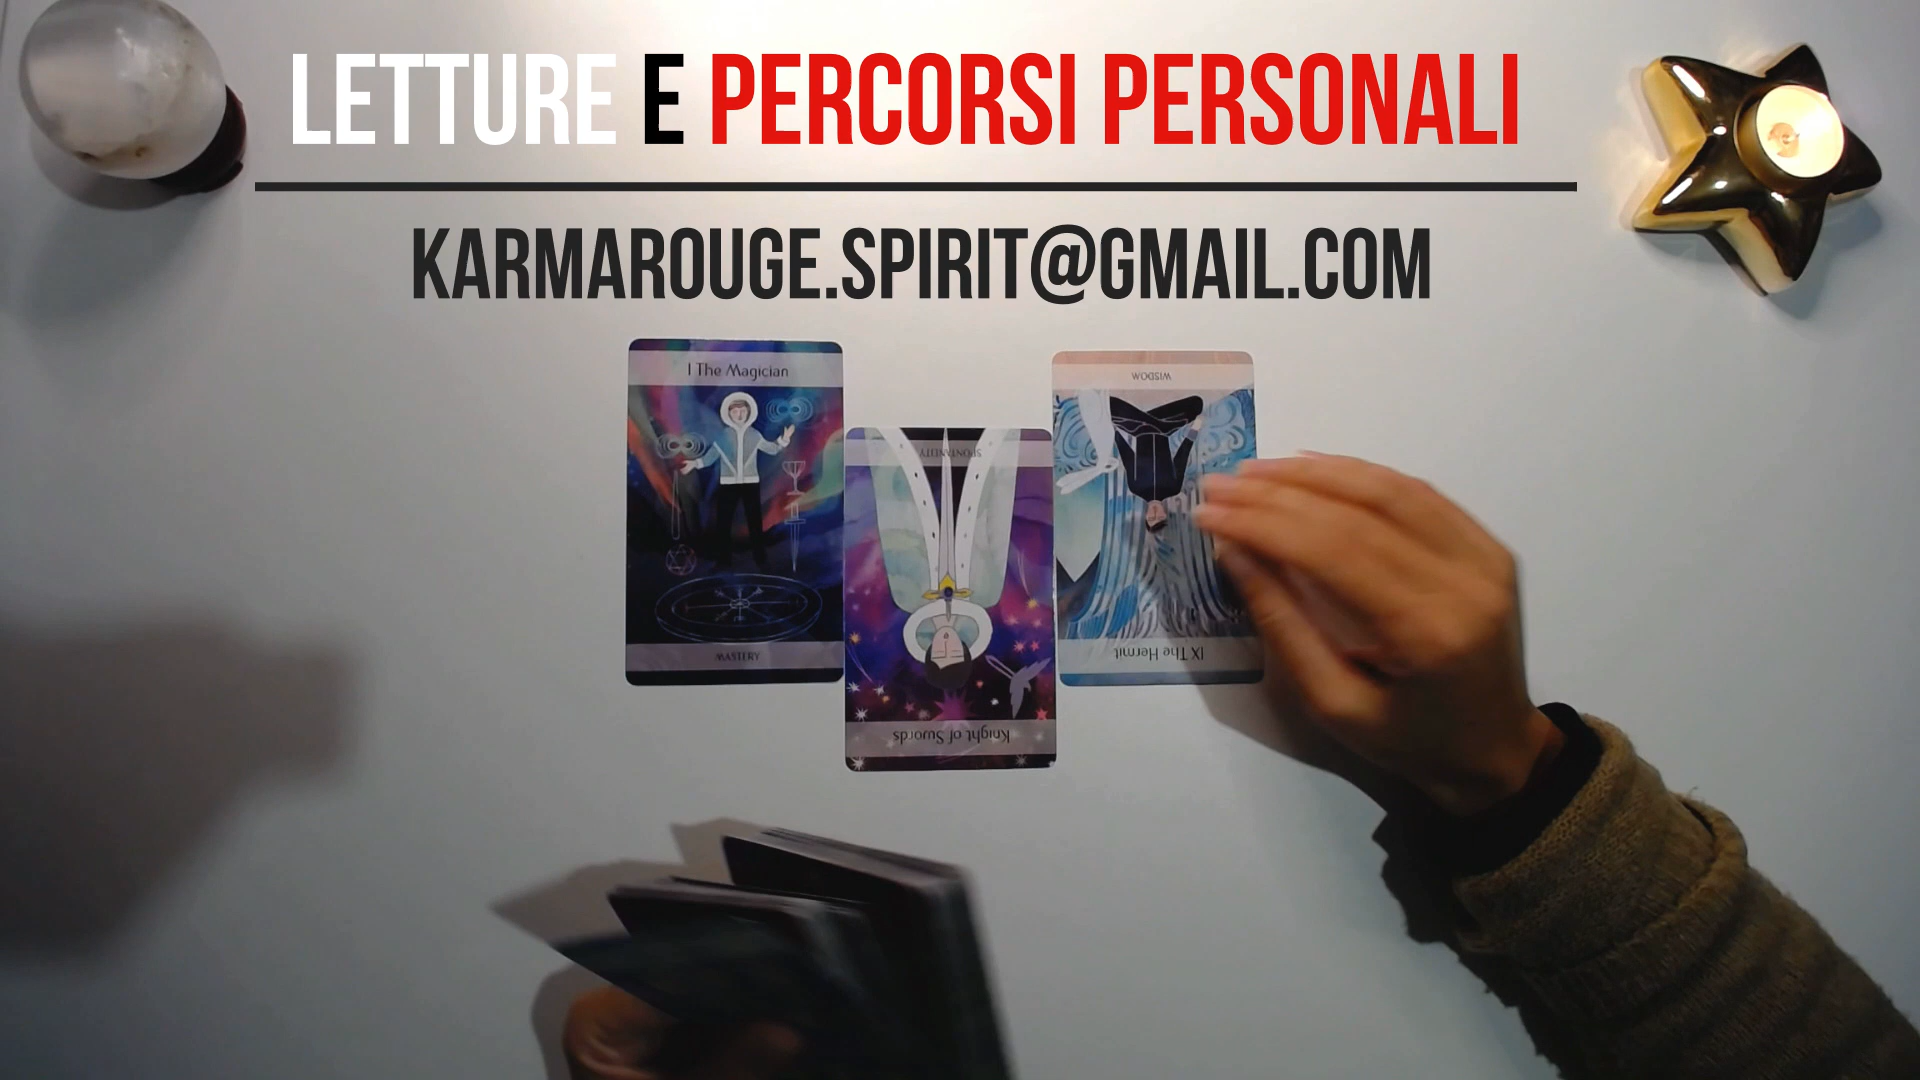 LETTURE E PERCORSI PERSONALI
KARMAROUGE.SPIRIT@GMAIL.COM
I The Magician
MASTERY
SPONTANEITY
Knight of Swords
WISDOM
IX The Hermit